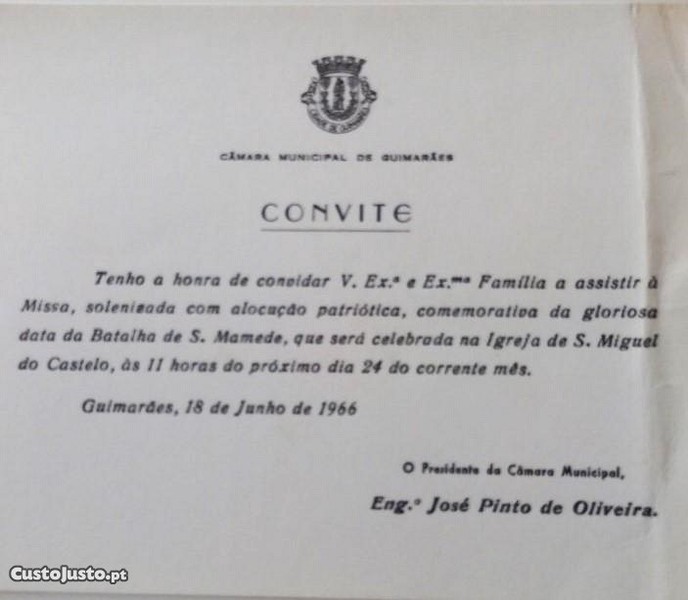 CIDADE DE GUIMARÃES
CÂMARA MUNICIPAL DE GUIMARÃES
CONVITE
Tenho a honra de convidar V. Ex.ª e Ex.ᵐª Família a assistir à
Missa, solenizada com alocução patriótica, comemorativa da gloriosa
data da Batalha de S. Mamede, que será celebrada na Igreja de S. Miguel
do Castelo, às 11 horas do próximo dia 24 do corrente mês.
Guimarães, 18 de Junho de 1966
O Presidente da Câmara Municipal,
Eng.º José Pinto de Oliveira.
CustoJusto.pt